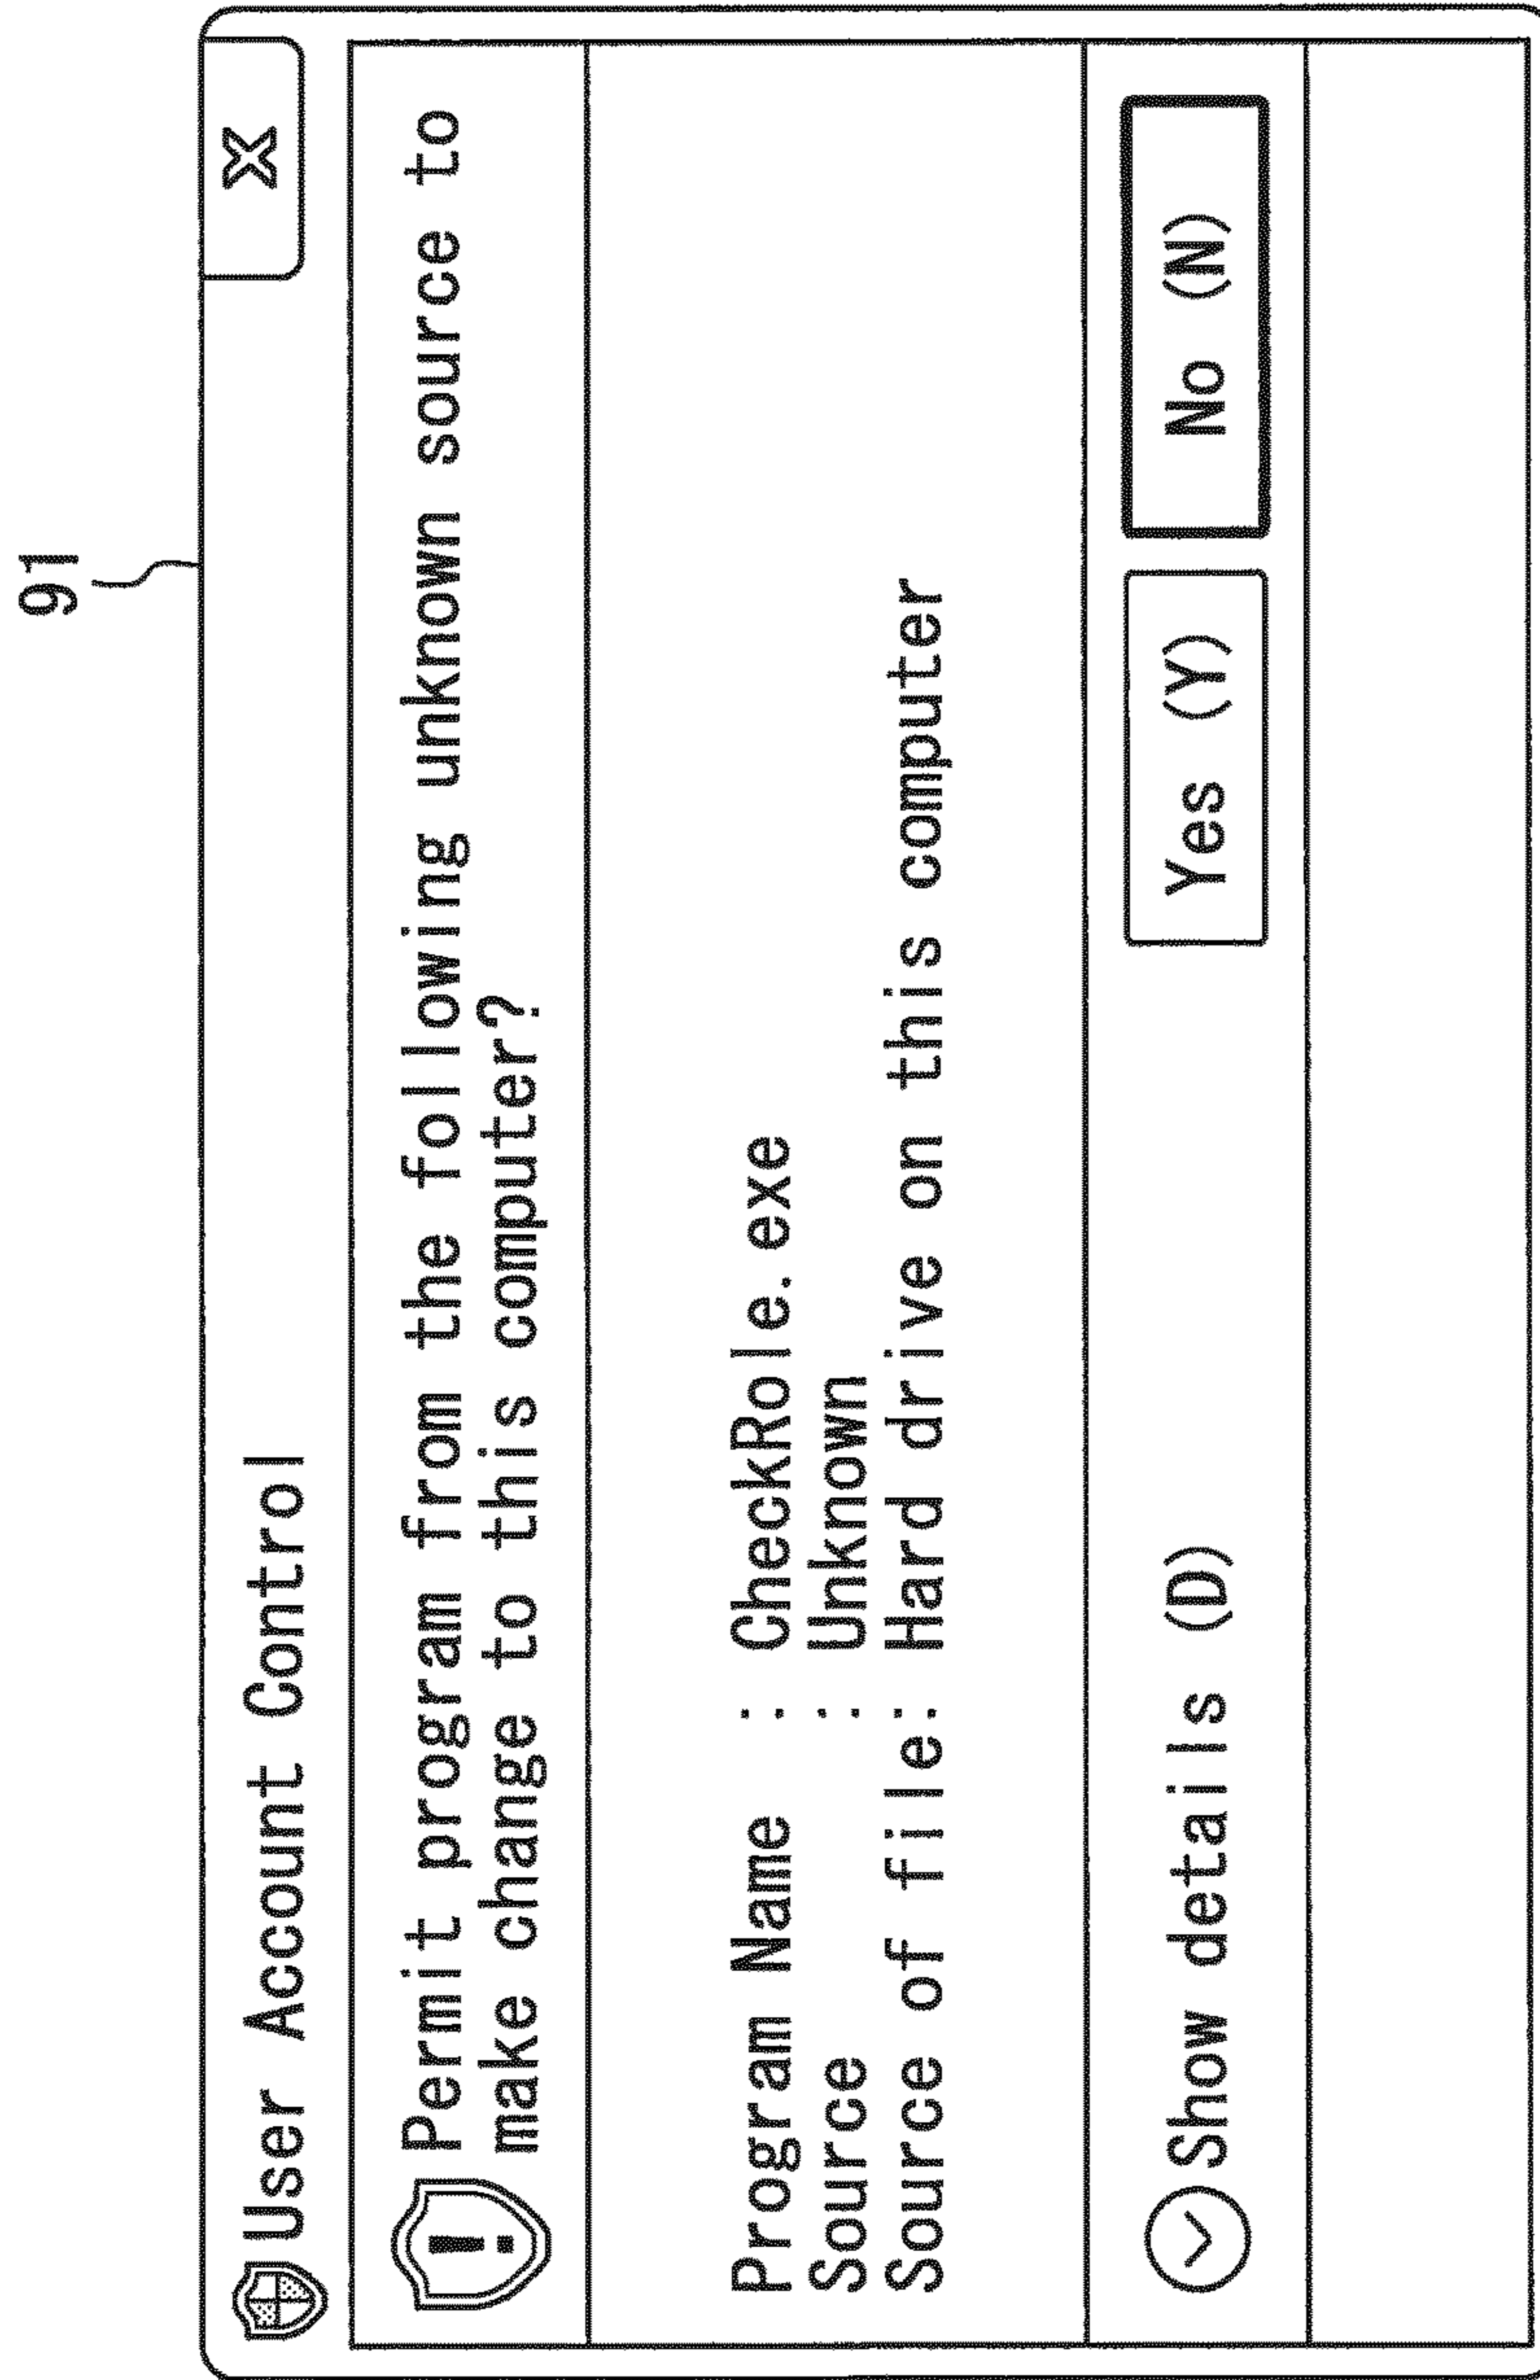 91
User Account Control
X
Permit program from the following unknown source to
make change to this computer?
Program Name : CheckRole.exe
Source : Unknown
Source of file: Hard drive on this computer
Show details (D)
Yes (Y)
No (N)